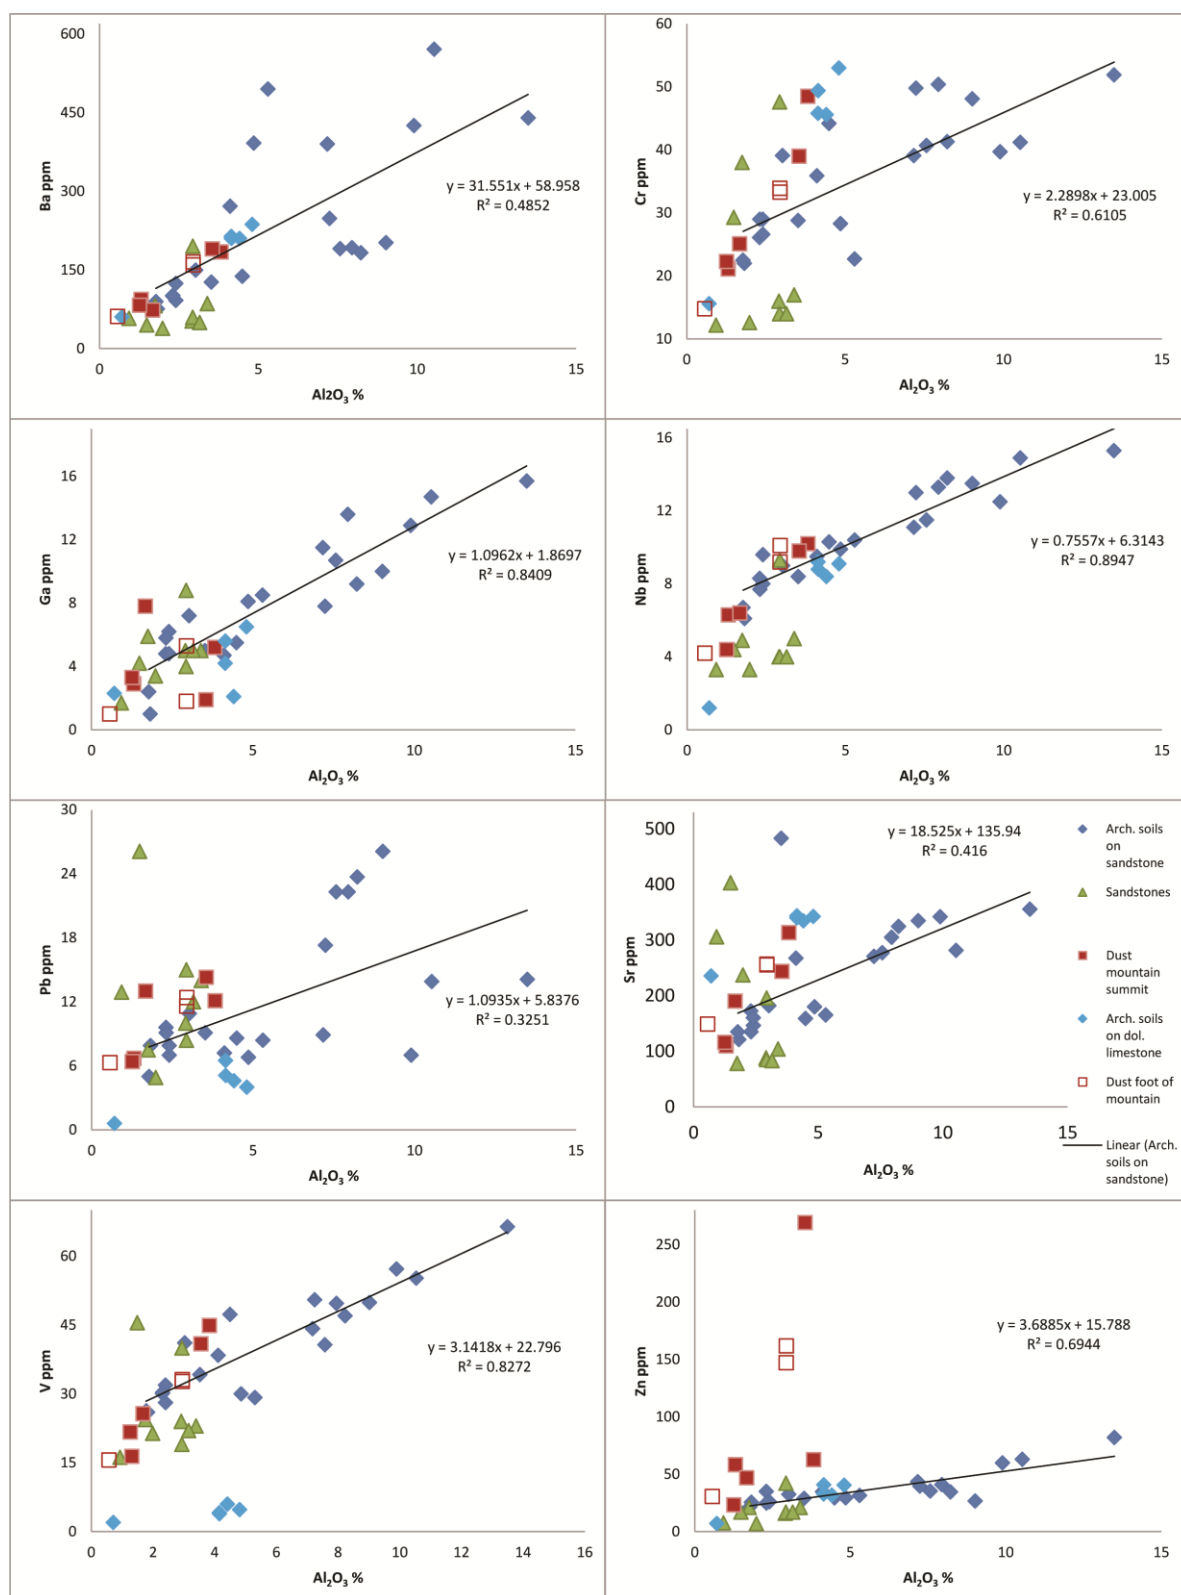 600
450
300
150
0
Ba ppm
y = 31.551x + 58.958
R² = 0.4852
0 5 10 15
Al2O₃ %
60
50
40
30
20
10
Cr ppm
y = 2.2898x + 23.005
R² = 0.6105
0 5 10 15
Al₂O₃ %
16
12
8
4
0
Ga ppm
y = 1.0962x + 1.8697
R² = 0.8409
0 5 10 15
Al₂O₃ %
16
12
8
4
0
Nb ppm
y = 0.7557x + 6.3143
R² = 0.8947
0 5 10 15
Al₂O₃ %
30
24
18
12
6
0
Pb ppm
y = 1.0935x + 5.8376
R² = 0.3251
0 5 10 15
Al₂O₃ %
500
400
300
200
100
0
Sr ppm
y = 18.525x + 135.94
R² = 0.416
0 5 10 15
Al₂O₃ %
Arch. soils
on
sandstone
Sandstones
Dust
mountain
summit
Arch. soils
on dol.
limestone
Dust foot of
mountain
Linear (Arch.
soils on
sandstone)
60
45
30
15
0
V ppm
y = 3.1418x + 22.796
R² = 0.8272
0 2 4 6 8 10 12 14 16
Al₂O₃ %
250
200
150
100
50
0
Zn ppm
y = 3.6885x + 15.788
R² = 0.6944
0 5 10 15
Al₂O₃ %